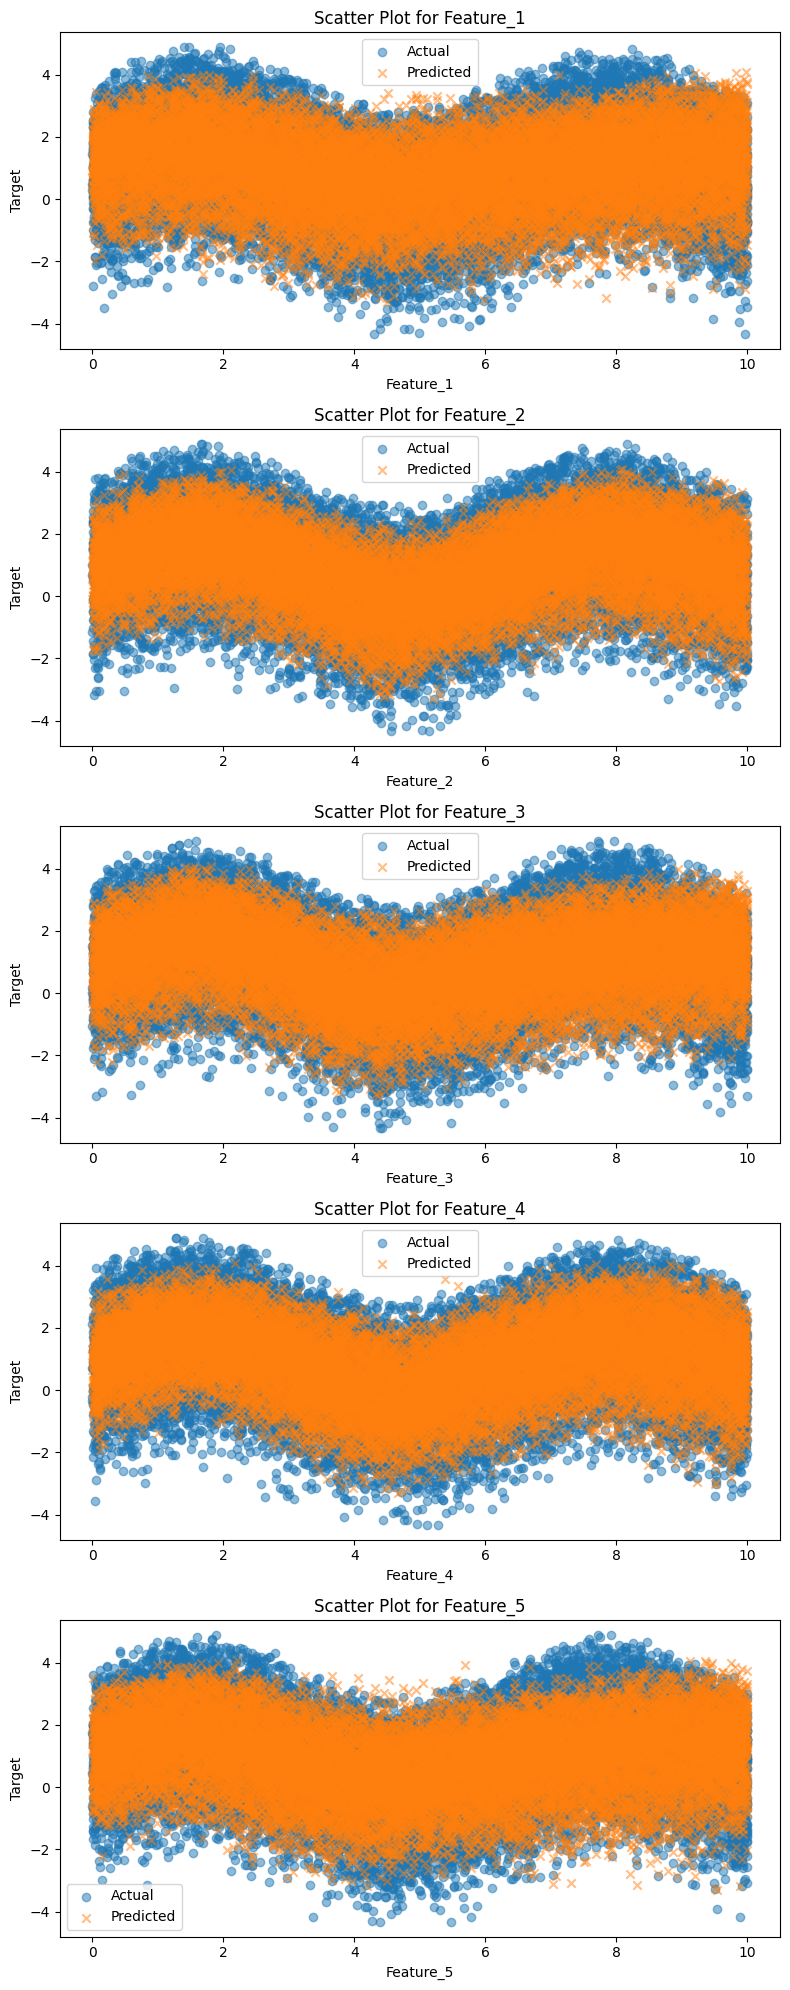 Scatter Plot for Feature_1
Actual
Predicted
4
2
0
−2
−4
Target
0 2 4 6 8 10
Feature_1
Scatter Plot for Feature_2
Actual
Predicted
4
2
0
−2
−4
Target
0 2 4 6 8 10
Feature_2
Scatter Plot for Feature_3
Actual
Predicted
4
2
0
−2
−4
Target
0 2 4 6 8 10
Feature_3
Scatter Plot for Feature_4
Actual
Predicted
4
2
0
−2
−4
Target
0 2 4 6 8 10
Feature_4
Scatter Plot for Feature_5
4
2
0
−2
−4
Target
Actual
Predicted
0 2 4 6 8 10
Feature_5